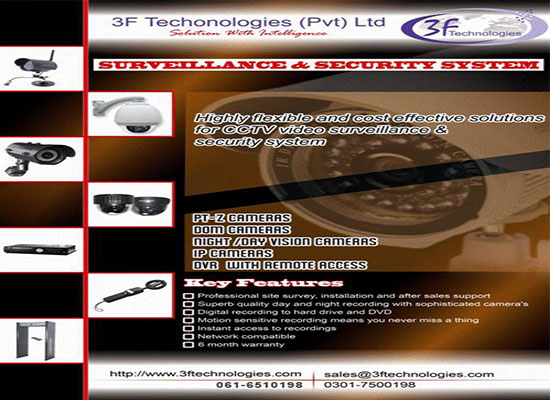 3F Techonologies (Pvt) Ltd
Solution With Intelligence
3F
Technologies
SURVEILLANCE & SECURITY SYSTEM
Highly flexible and cost effective solutions
for CCTV video surveillance &
security system
PT-Z CAMERAS
DOM CAMERAS
NIGHT /DAY VISION CAMERAS
IP CAMERAS
DVR WITH REMOTE ACCESS
Key Features
Professional site survey, installation and after sales support
Superb quality day and night recording with sophisticated camera's
Digital recording to hard drive and DVD
Motion sensitive recording means you never miss a thing
Instant access to recordings
Network compatible
6 month warranty
http://www.3ftechnologies.com
sales@3ftechnologies.com
061-6510198
0301-7500198